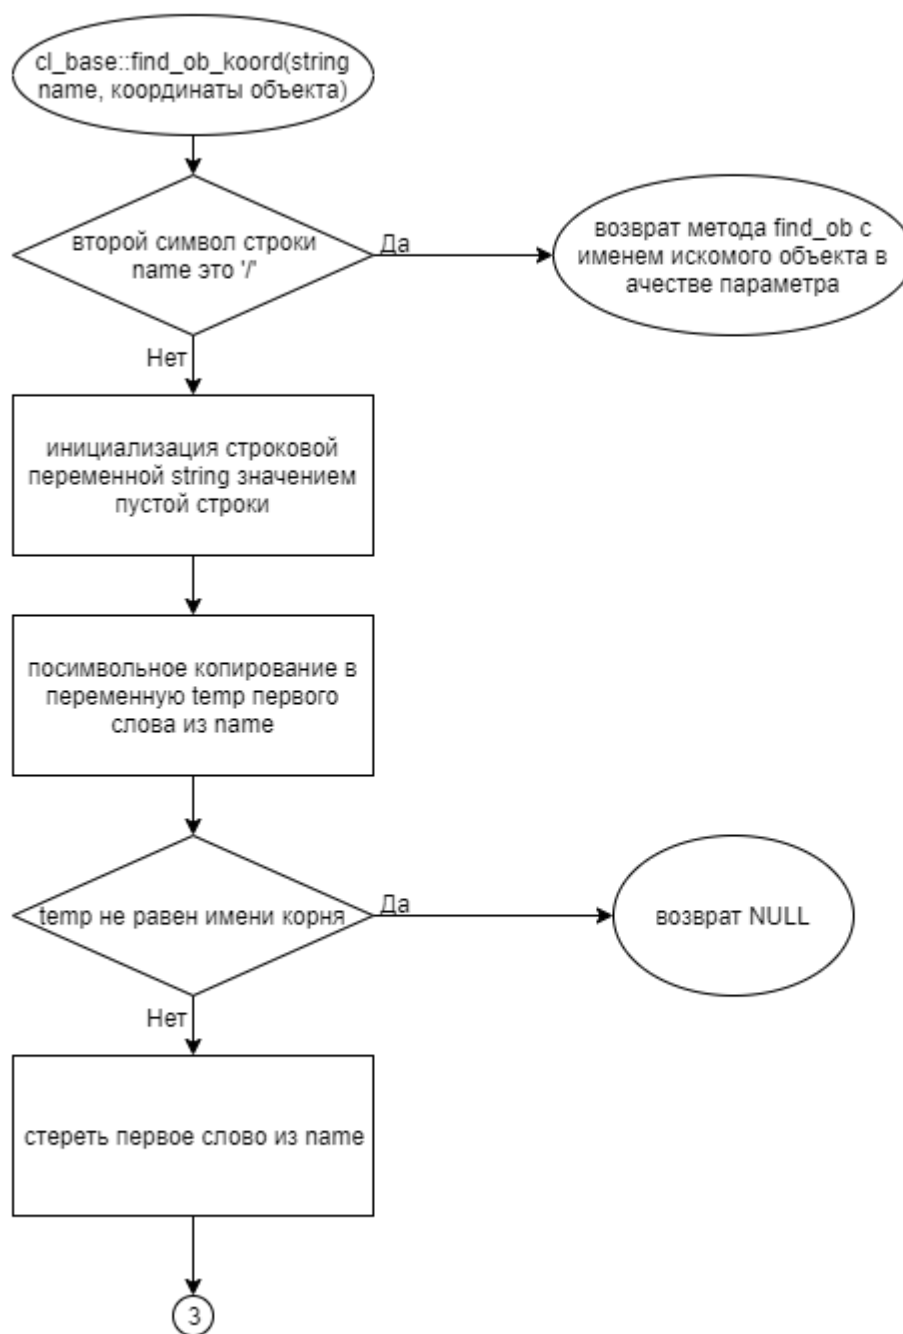 cl_base::find_ob_koord(string
name, координаты объекта)
второй символ строки
name это '/'
Да
возврат метода find_ob с
именем искомого объекта в
ачестве параметра
Нет
инициализация строковой
переменной string значением
пустой строки
посимвольное копирование в
переменную temp первого
слова из name
temp не равен имени корня
Да
возврат NULL
Нет
стереть первое слово из name
3